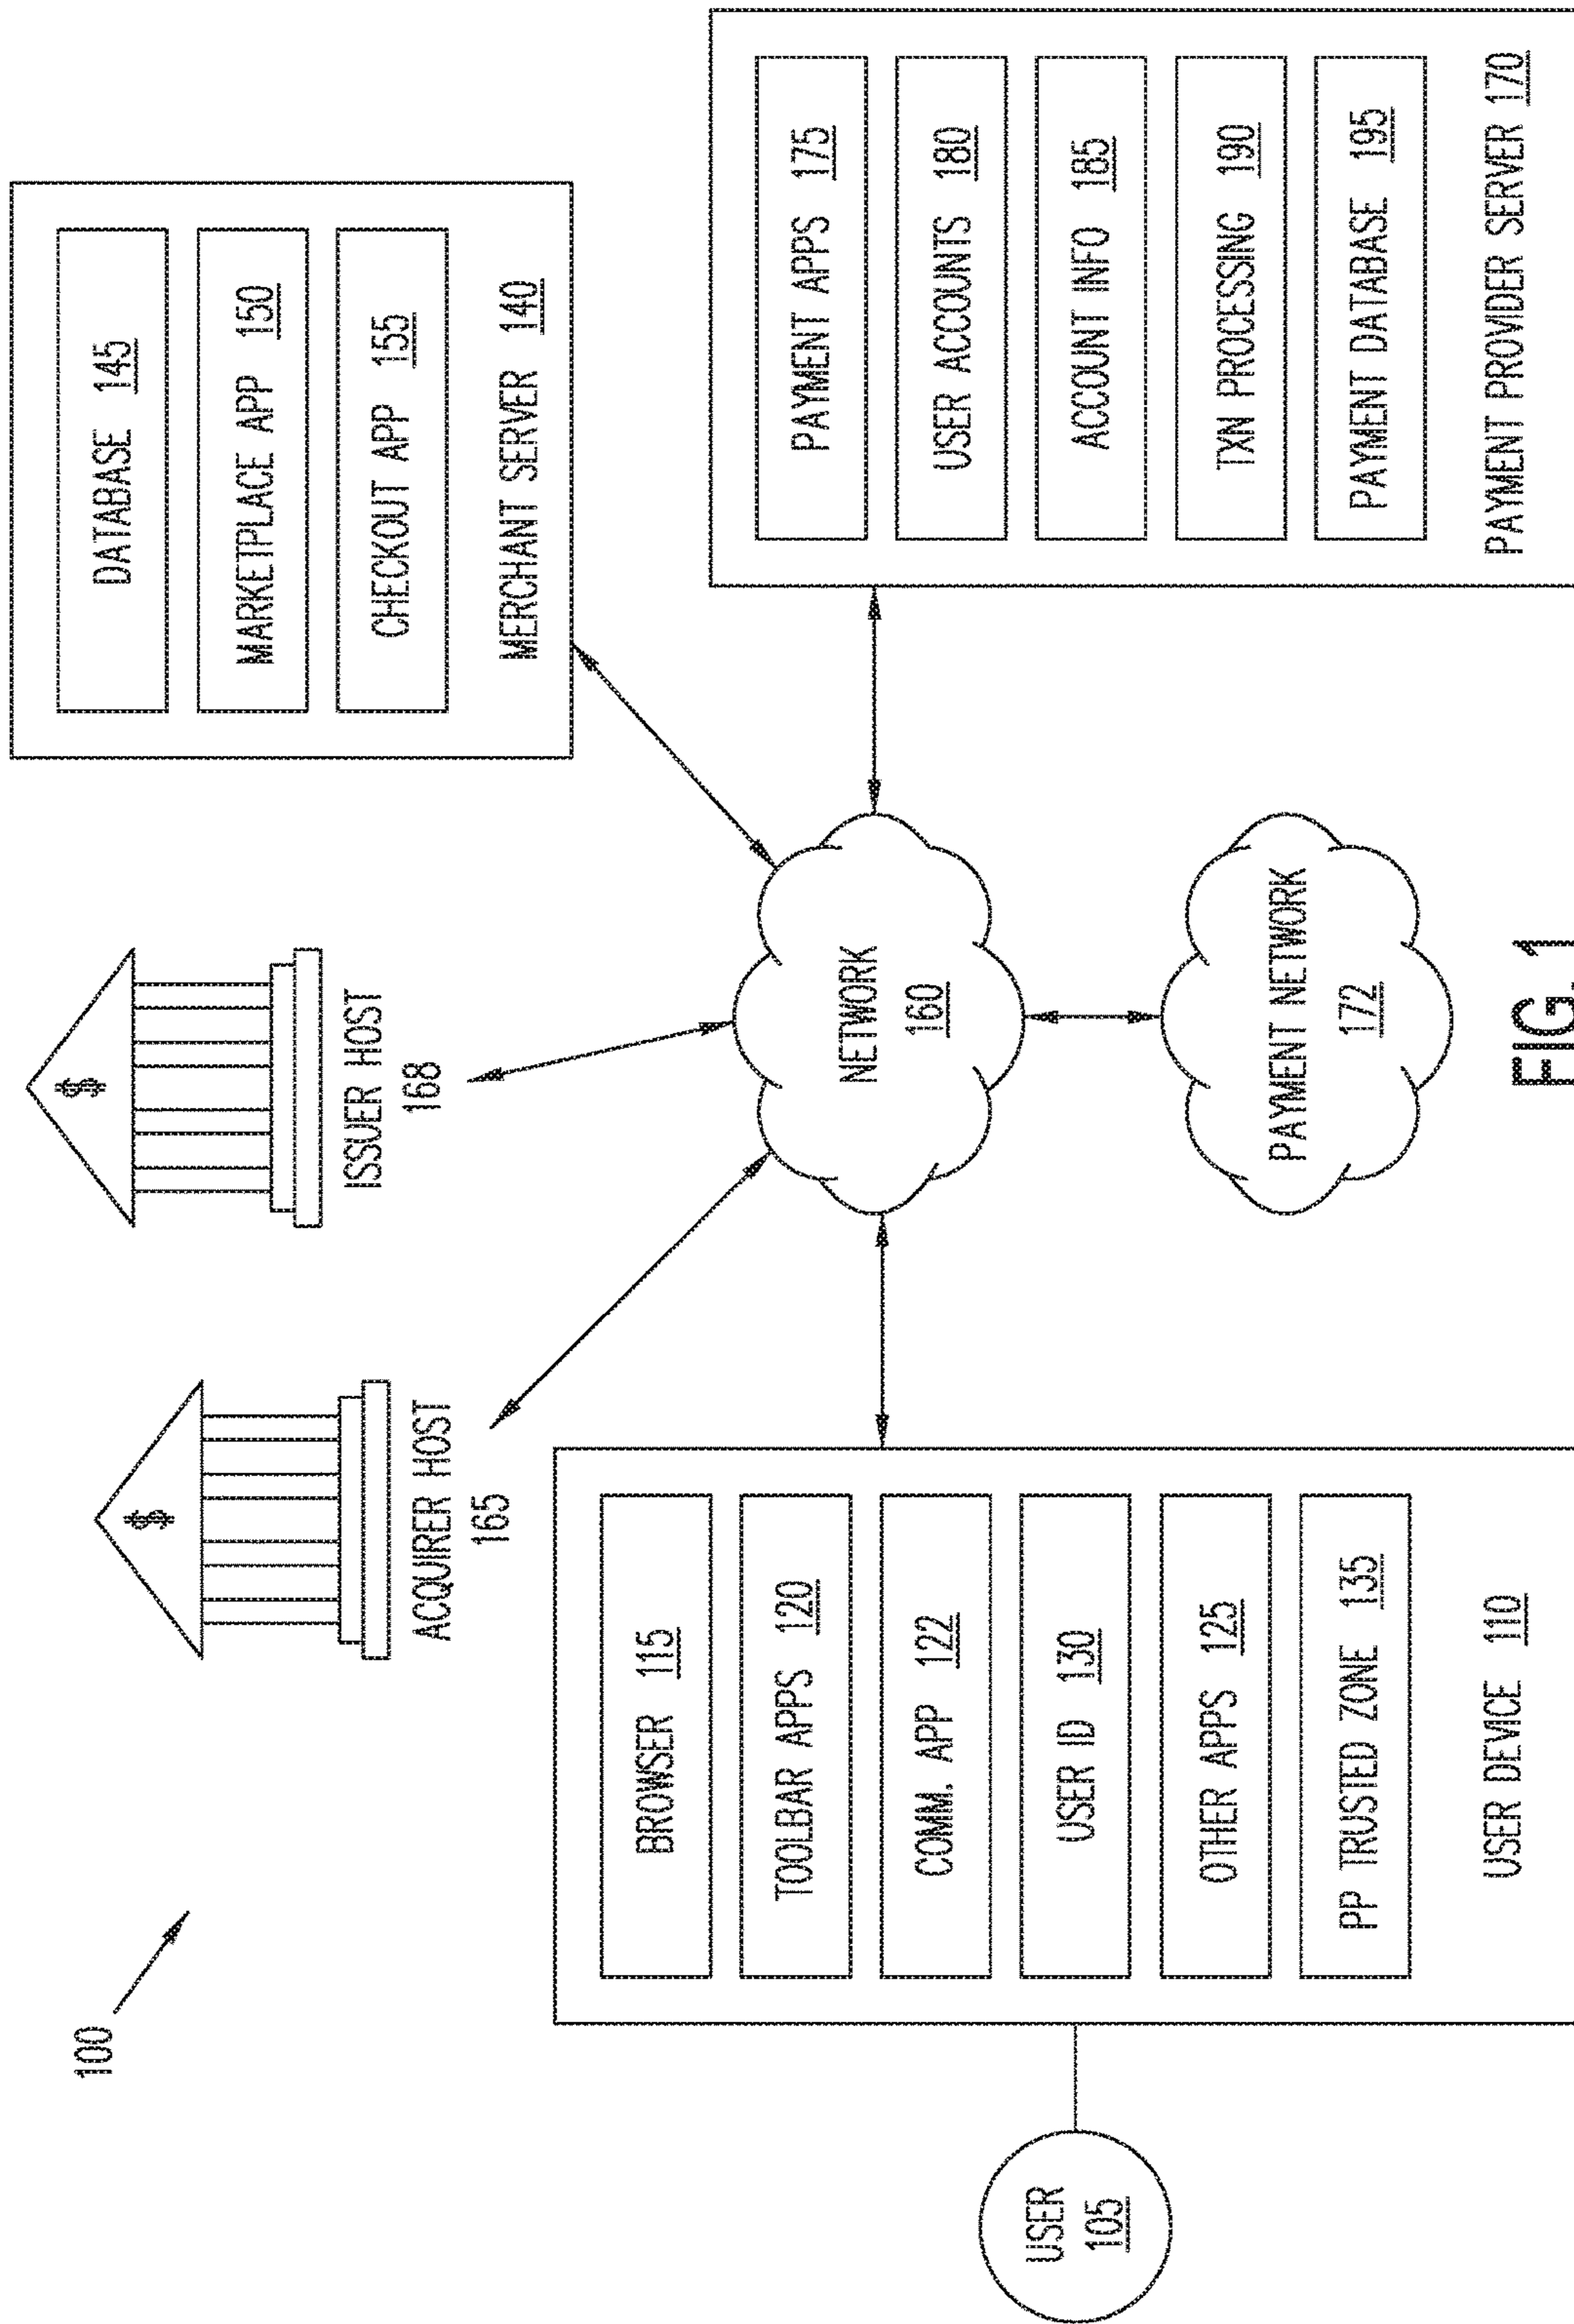 100
$
ACQUIRER HOST
165
$
ISSUER HOST
168
DATABASE 145
MARKETPLACE APP 150
CHECKOUT APP 155
MERCHANT SERVER 140
USER
105
BROWSER 115
TOOLBAR APPS 120
COMM. APP 122
USER ID 130
OTHER APPS 125
PP TRUSTED ZONE 135
USER DEVICE 110
NETWORK
160
PAYMENT NETWORK
172
PAYMENT APPS 175
USER ACCOUNTS 180
ACCOUNT INFO 185
TXN PROCESSING 190
PAYMENT DATABASE 195
PAYMENT PROVIDER SERVER 170
FIG. 1